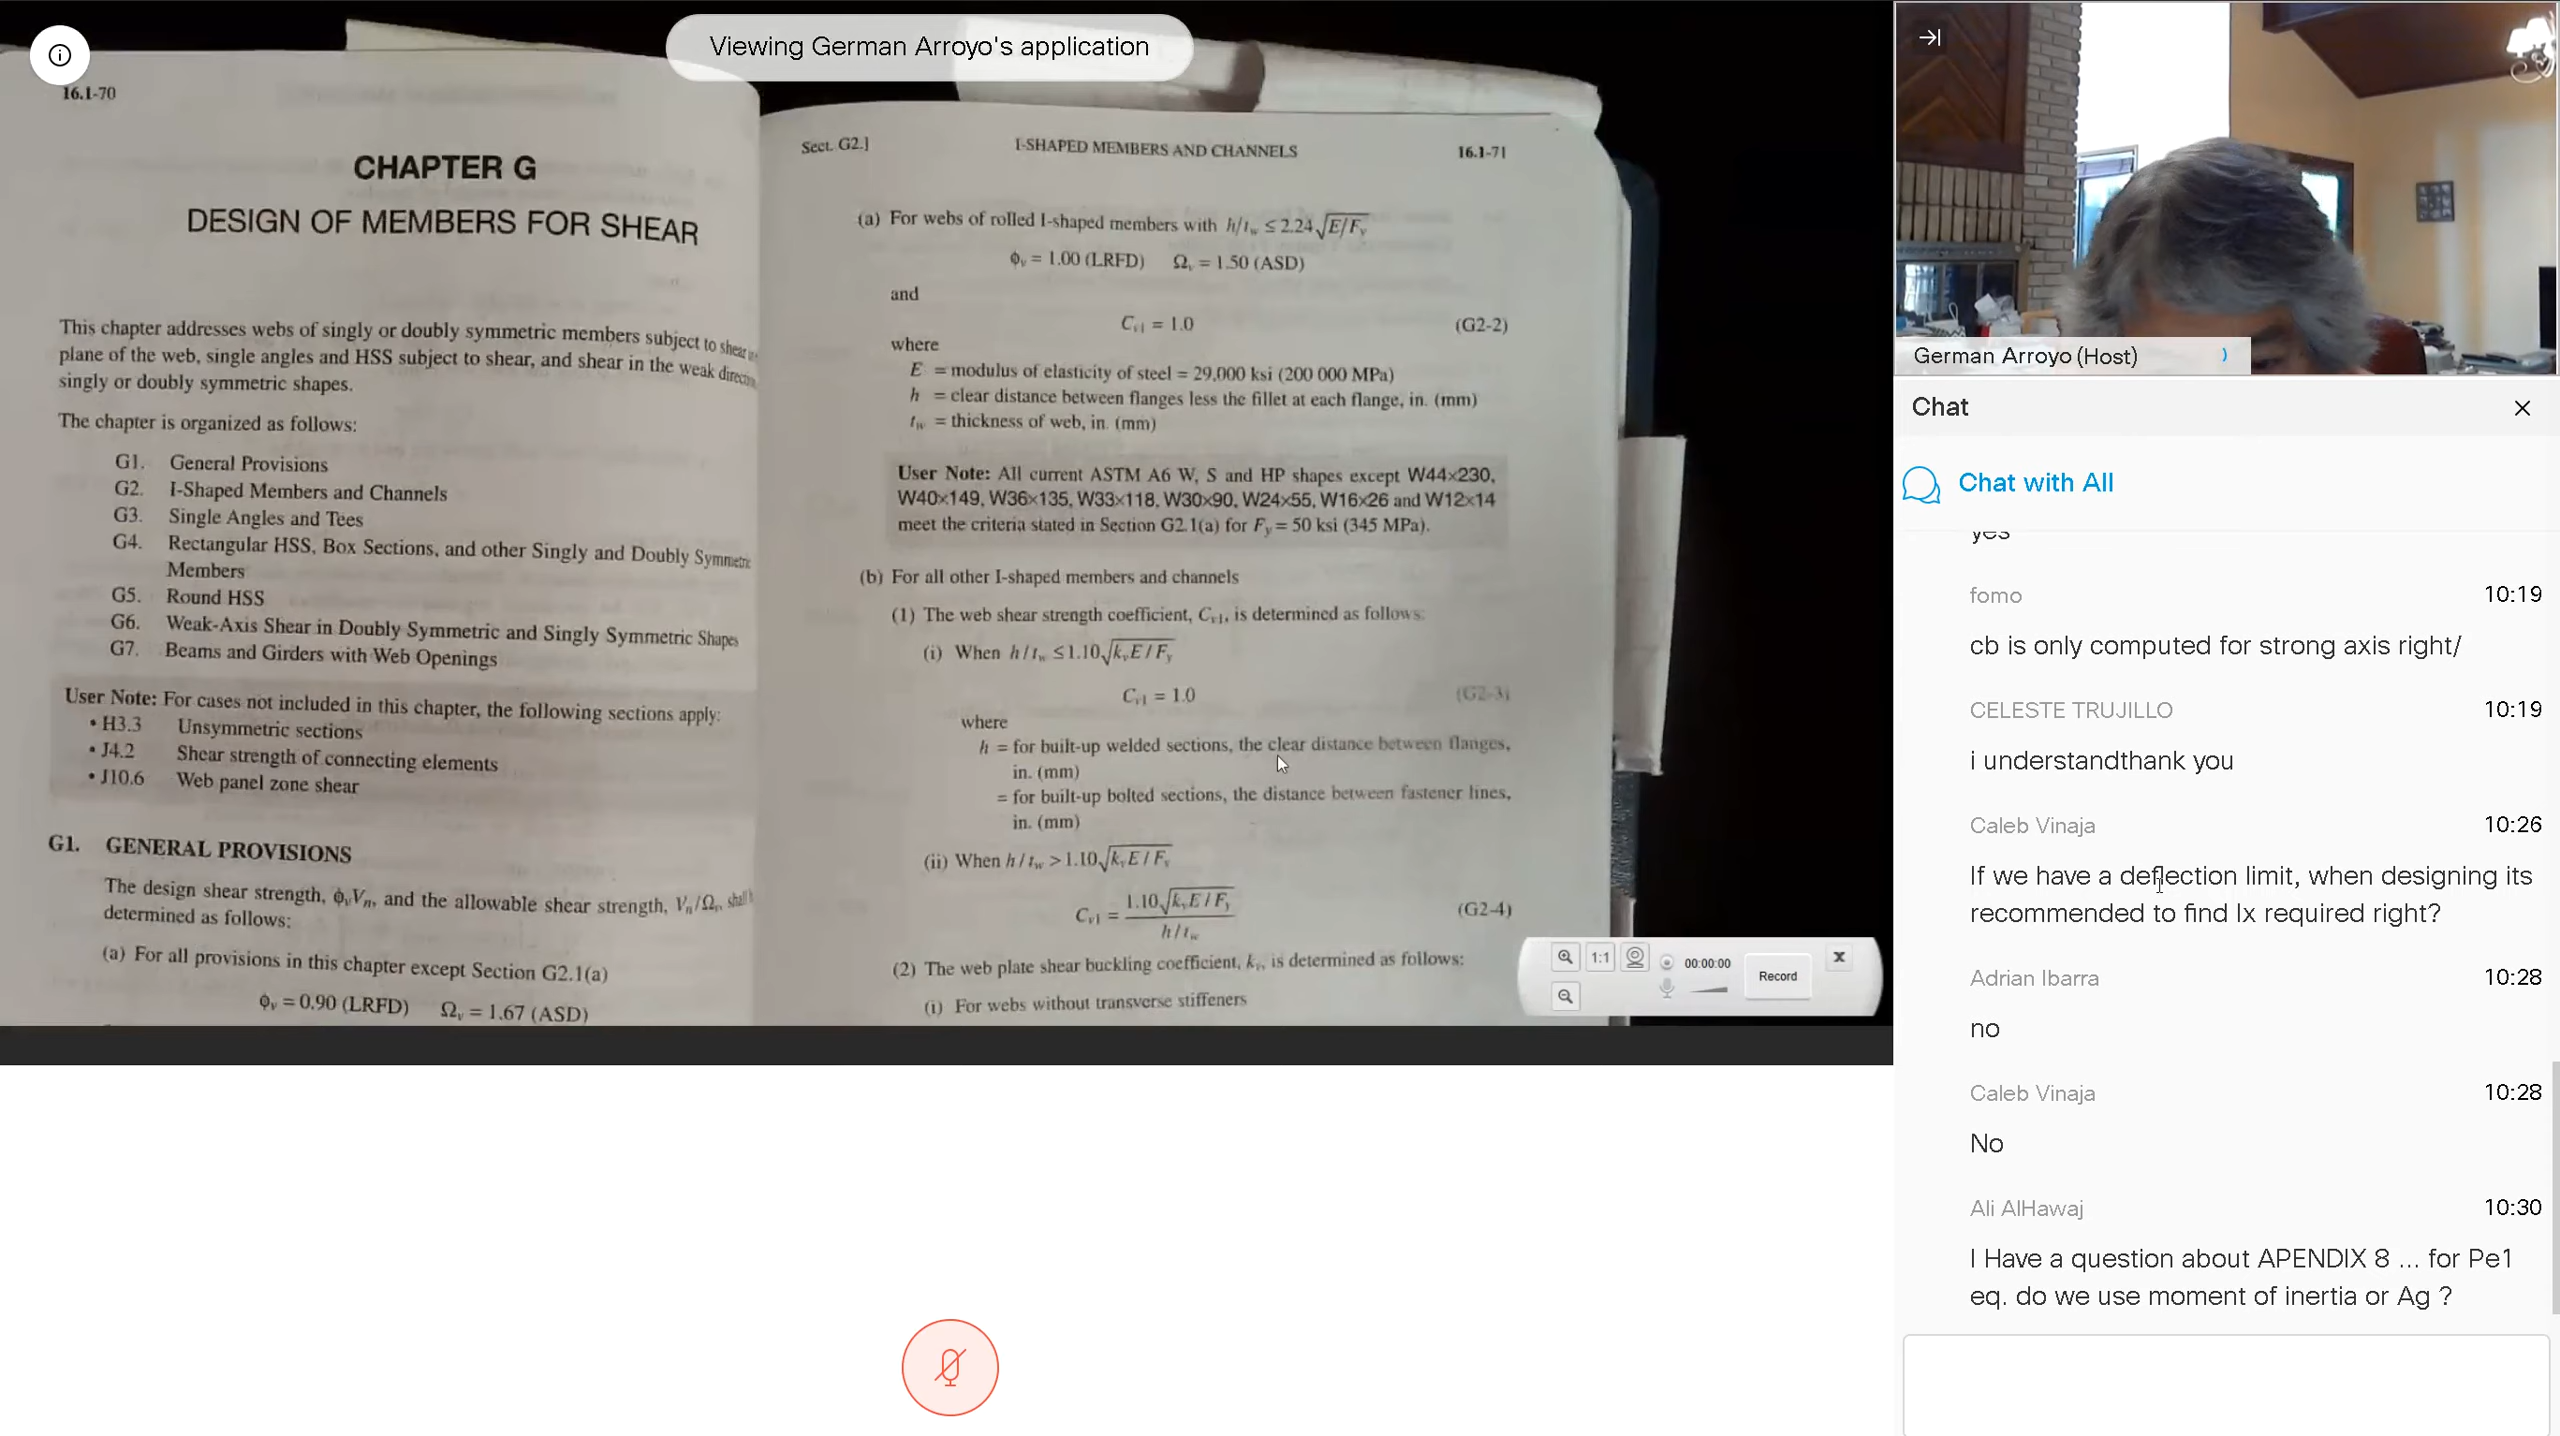 Viewing German Arroyo's application
16.1-70
CHAPTER G
DESIGN OF MEMBERS FOR SHEAR
This chapter addresses webs of singly or doubly symmetric members subject to shear
plane of the web, single angles and HSS subject to shear, and shear in the weak
singly or doubly symmetric shapes.
The chapter is organized as follows:
G1. General Provisions
G2. I-Shaped Members and Channels
G3. Single Angles and Tees
G4. Rectangular HSS, Box Sections, and other Singly and Doubly Symmetric
Members
G5. Round HSS
G6. Weak-Axis Shear in Doubly Symmetric and Singly Symmetric Shapes
G7. Beams and Girders with Web Openings
User Note: For cases not included in this chapter, the following sections apply:
• H3.3 Unsymmetric sections
• J4.2 Shear strength of connecting elements
• J10.6 Web panel zone shear
G1. GENERAL PROVISIONS
The design shear strength, ϕvVn, and the allowable shear strength, Vn/Ωv,
determined as follows:
(a) For all provisions in this chapter except Section G2.1(a)
ϕv = 0.90 (LRFD) Ωv = 1.67 (ASD)
Sect. G2.] I-SHAPED MEMBERS AND CHANNELS 16.1-71
(a) For webs of rolled I-shaped members with h/tw ≤ 2.24√E/Fy
ϕv = 1.00 (LRFD) Ωv = 1.50 (ASD)
and
Cv1 = 1.0 (G2-2)
where
E = modulus of elasticity of steel = 29,000 ksi (200 000 MPa)
h = clear distance between flanges less the fillet at each flange, in. (mm)
tw = thickness of web, in. (mm)
User Note: All current ASTM A6 W, S and HP shapes except W44×230,
W40×149, W36×135, W33×118, W30×90, W24×55, W16×26 and W12×14
meet the criteria stated in Section G2.1(a) for Fy = 50 ksi (345 MPa).
(b) For all other I-shaped members and channels
(1) The web shear strength coefficient, Cv1, is determined as follows:
(i) When h/tw ≤ 1.10√kvE/Fy
Cv1 = 1.0 (G2-3)
where
h = for built-up welded sections, the clear distance between flanges,
in. (mm)
= for built-up bolted sections, the distance between fastener lines,
in. (mm)
(ii) When h/tw > 1.10√kvE/Fy
Cv1 = 1.10√kvE/Fy / h/tw (G2-4)
(2) The web plate shear buckling coefficient, kv, is determined as follows:
(i) For webs without transverse stiffeners
1:1
00:00:00
Record
X
German Arroyo (Host)
Chat
Chat with All
yes
fomo 10:19
cb is only computed for strong axis right/
CELESTE TRUJILLO 10:19
i understandthank you
Caleb Vinaja 10:26
If we have a deflection limit, when designing its
recommended to find Ix required right?
Adrian Ibarra 10:28
no
Caleb Vinaja 10:28
No
Ali AlHawaj 10:30
I Have a question about APENDIX 8 ... for Pe1
eq. do we use moment of inertia or Ag ?